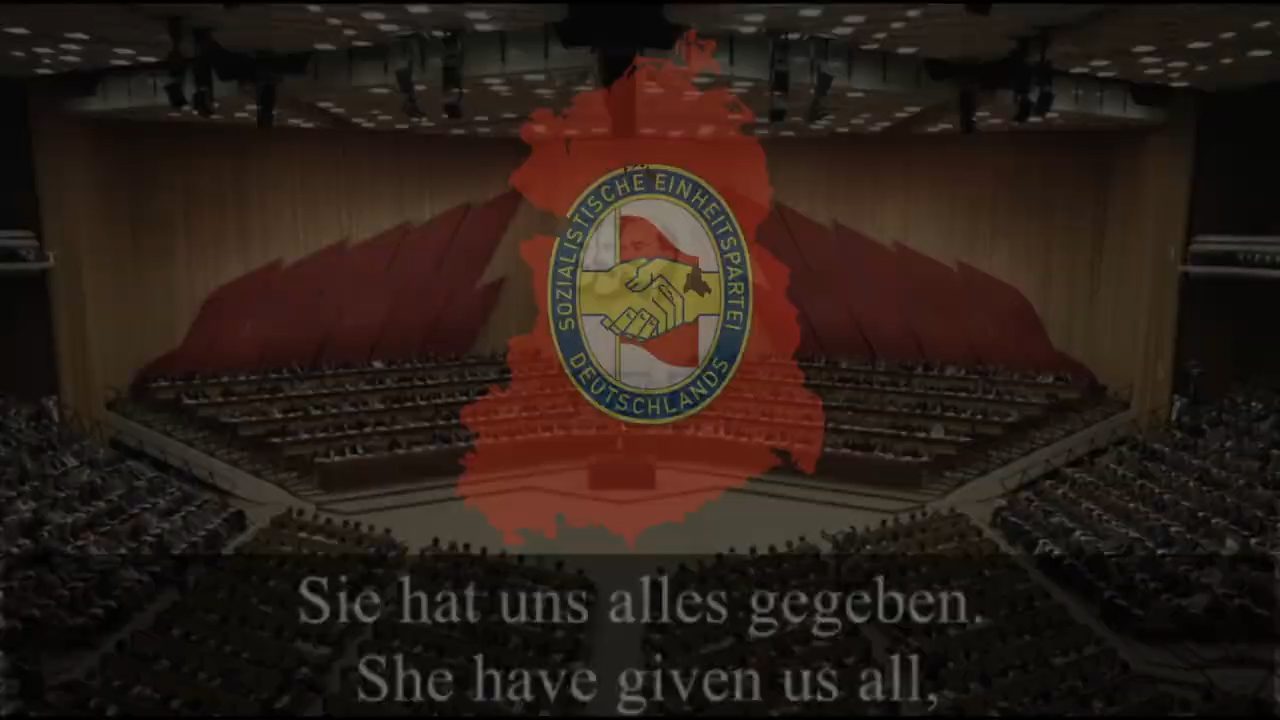 SOZIALISTISCHE EINHEITSPARTEI
DEUTSCHLANDS
Sie hat uns alles gegeben.
She have given us all,